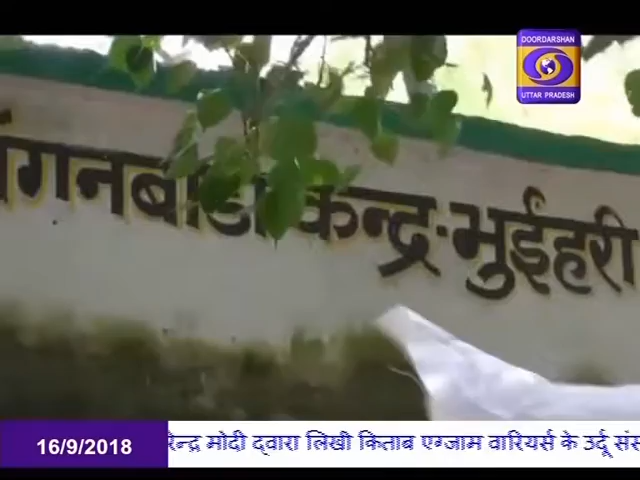 DOORDARSHAN
UTTAR PRADESH
ंगनबाडी केन्द्र-भुईहरी
16/9/2018 रेन्द्र मोदी द्वारा लिखी किताब एग्जाम वारियर्स के उर्दू संस